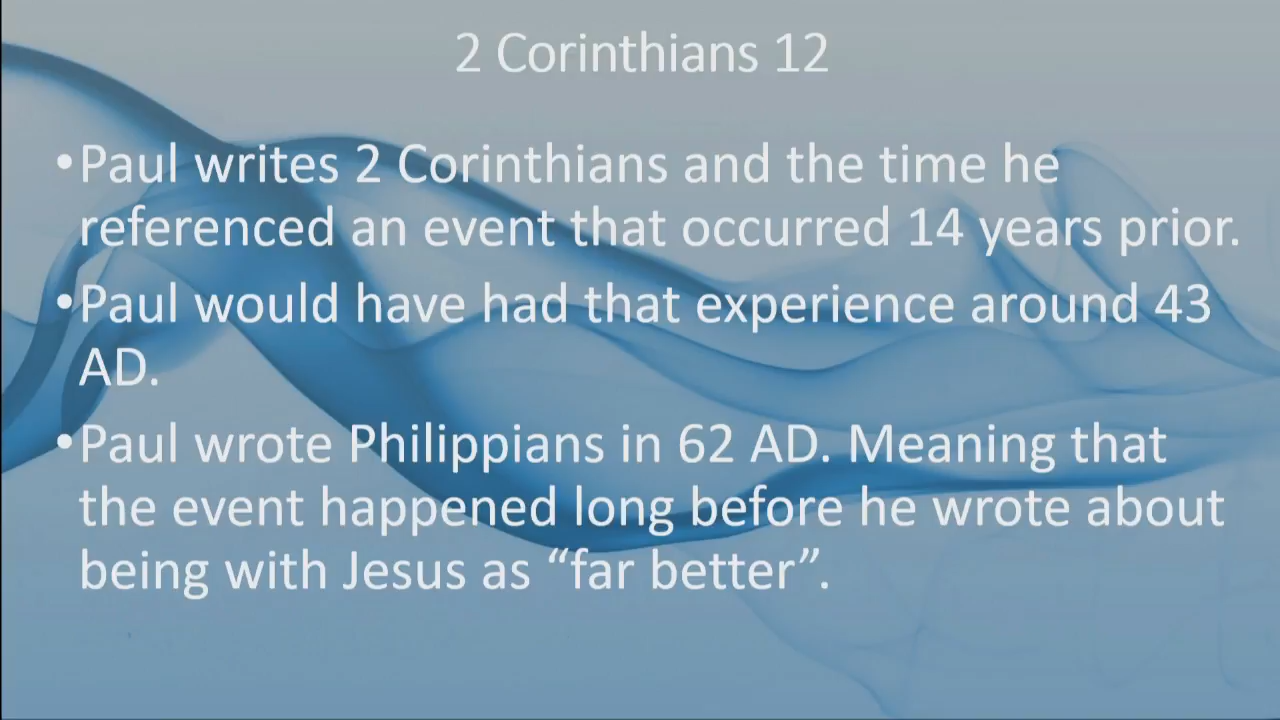 2 Corinthians 12
•Paul writes 2 Corinthians and the time he
referenced an event that occurred 14 years prior.
•Paul would have had that experience around 43
AD.
•Paul wrote Philippians in 62 AD. Meaning that
the event happened long before he wrote about
being with Jesus as “far better”.